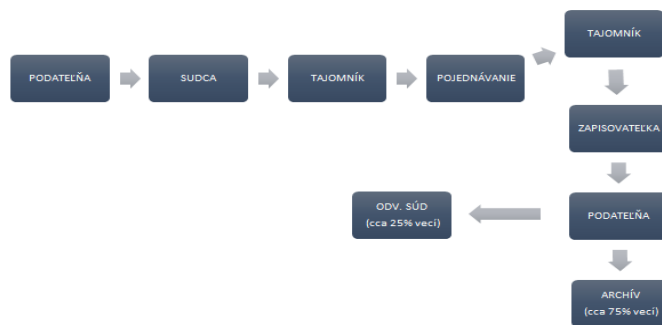 PODATEĽŇA
SUDCA
TAJOMNÍK
POJEDNÁVANIE
TAJOMNÍK
ZAPISOVATEĽKA
PODATEĽŇA
ODV. SÚD
(cca 25% vecí)
ARCHÍV
(cca 75% vecí)